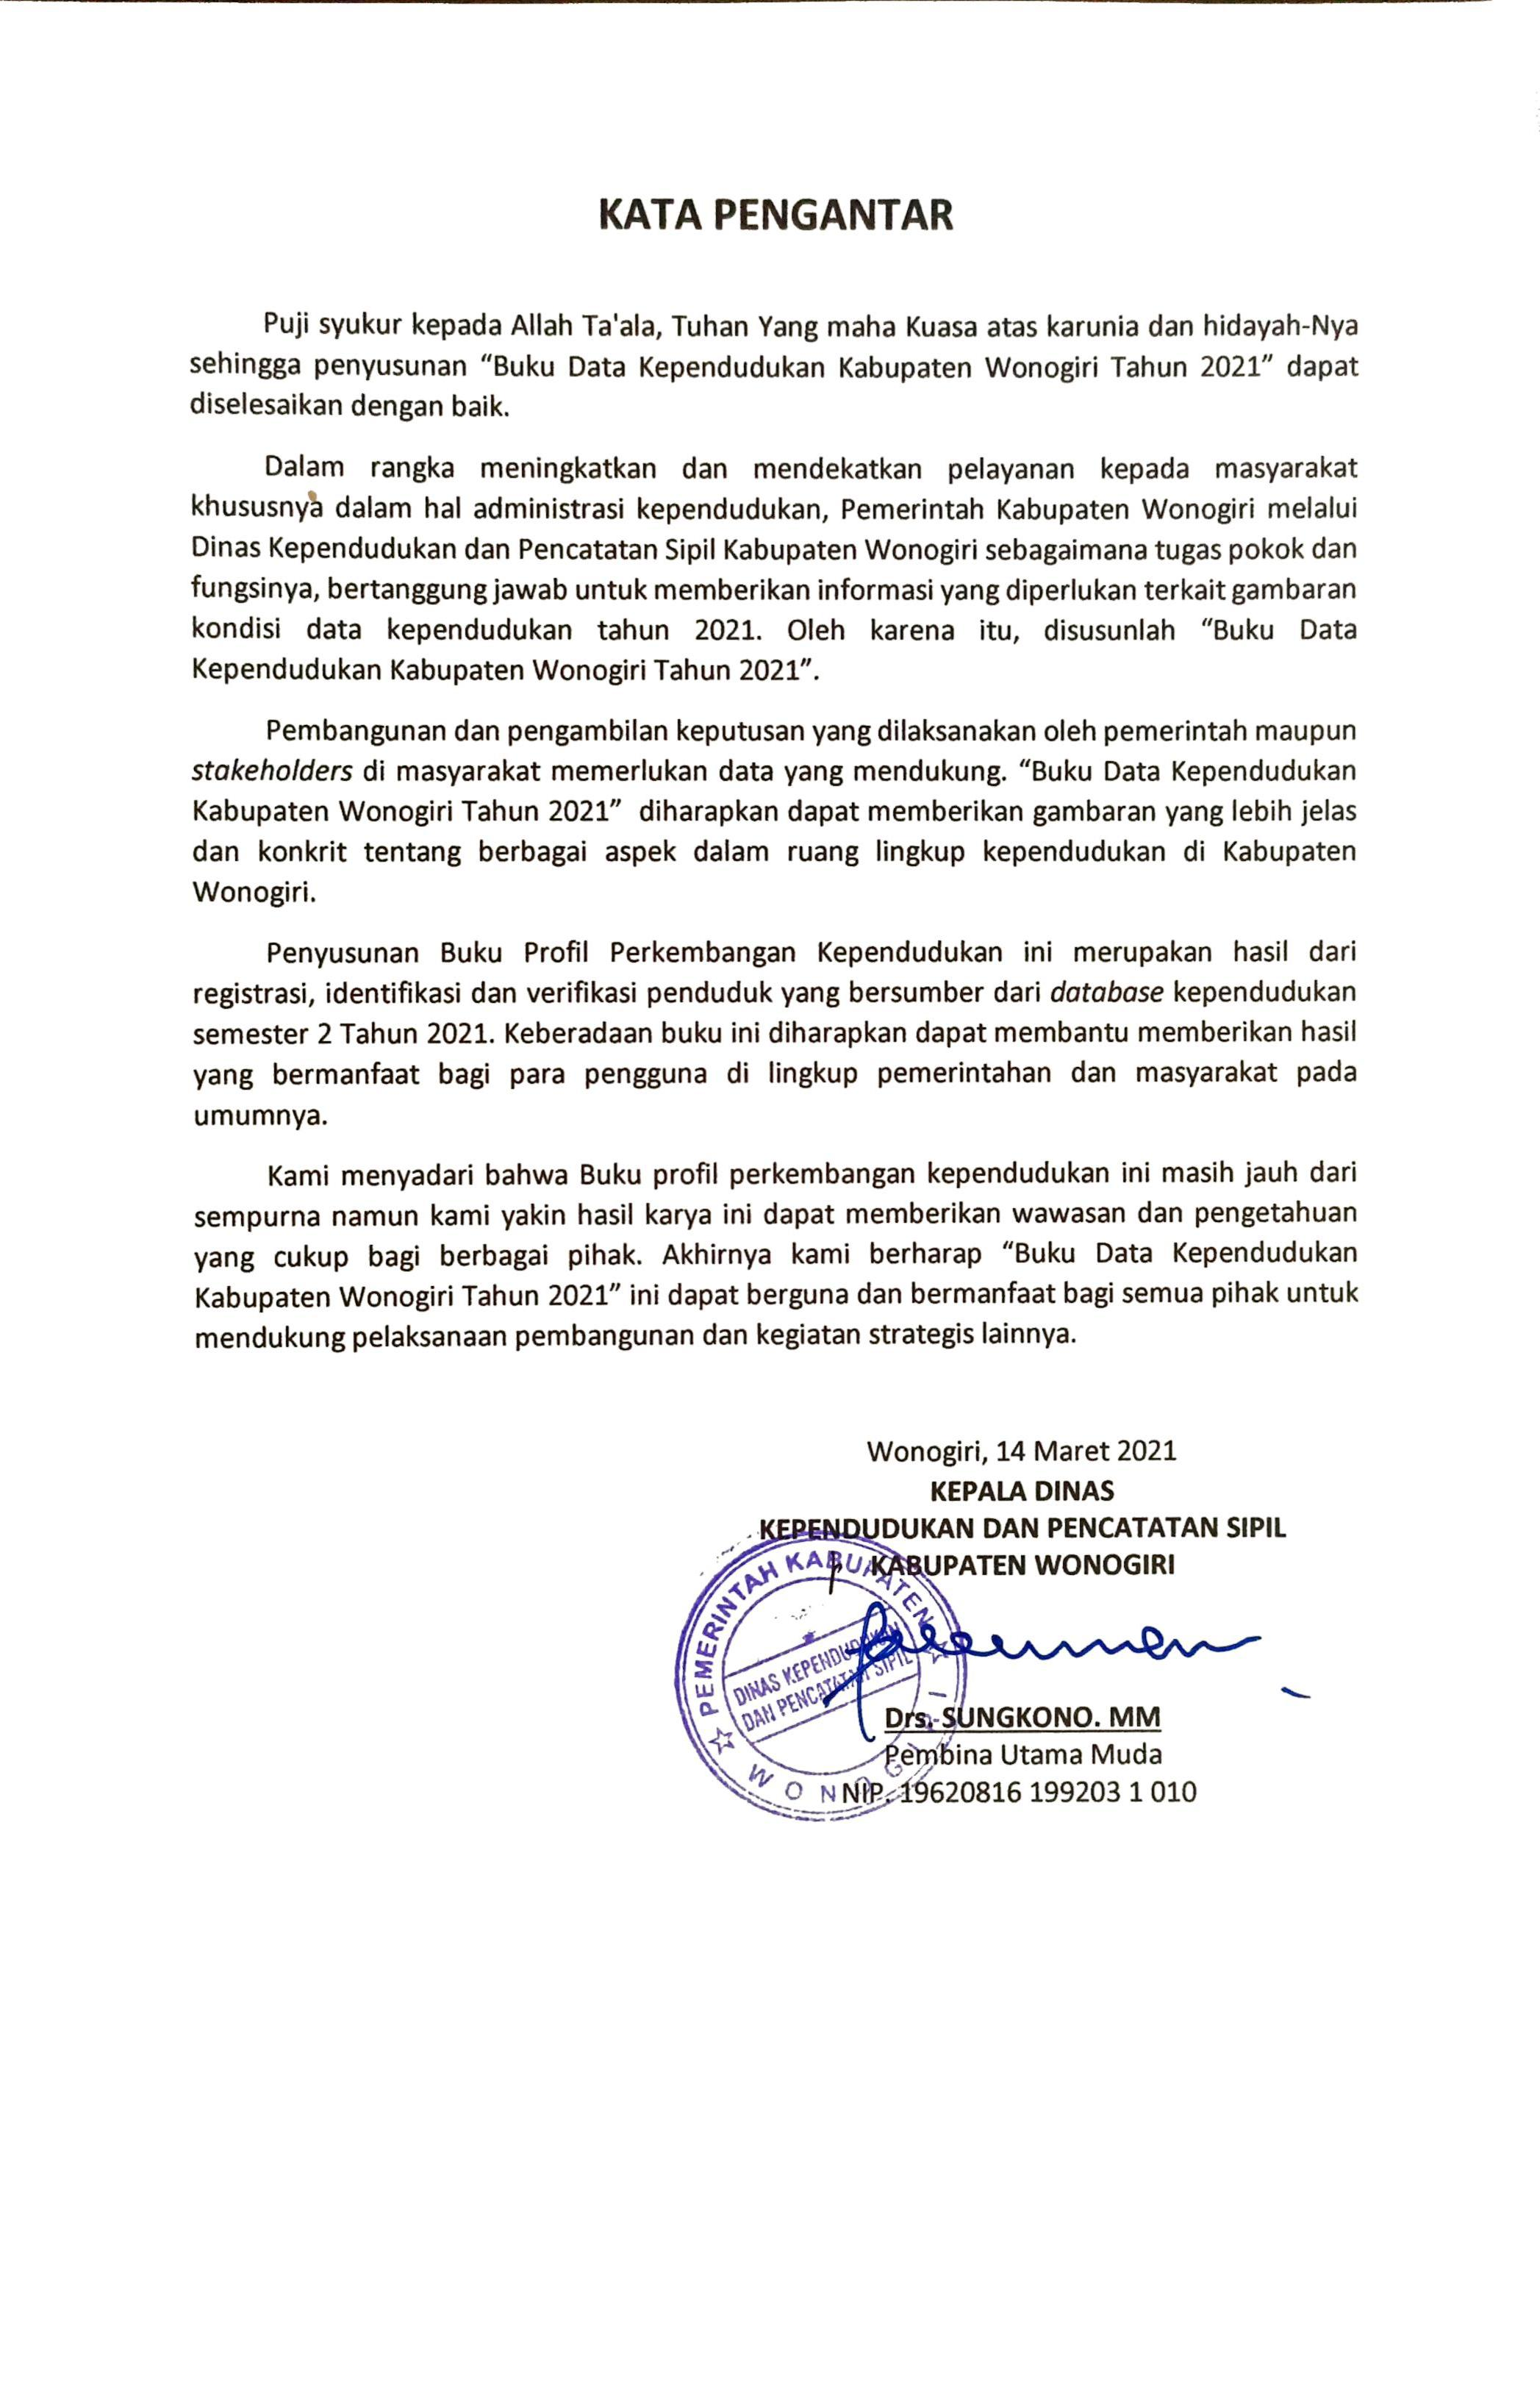 KATA PENGANTAR
Puji syukur kepada Allah Ta'ala, Tuhan Yang maha Kuasa atas karunia dan hidayah-Nya
sehingga penyusunan “Buku Data Kependudukan Kabupaten Wonogiri Tahun 2021” dapat
diselesaikan dengan baik.
Dalam rangka meningkatkan dan mendekatkan pelayanan kepada masyarakat
khususnya dalam hal administrasi kependudukan, Pemerintah Kabupaten Wonogiri melalui
Dinas Kependudukan dan Pencatatan Sipil Kabupaten Wonogiri sebagaimana tugas pokok dan
fungsinya, bertanggung jawab untuk memberikan informasi yang diperlukan terkait gambaran
kondisi data kependudukan tahun 2021. Oleh karena itu, disusunlah “Buku Data
Kependudukan Kabupaten Wonogiri Tahun 2021”.
Pembangunan dan pengambilan keputusan yang dilaksanakan oleh pemerintah maupun
stakeholders di masyarakat memerlukan data yang mendukung. “Buku Data Kependudukan
Kabupaten Wonogiri Tahun 2021” diharapkan dapat memberikan gambaran yang lebih jelas
dan konkrit tentang berbagai aspek dalam ruang lingkup kependudukan di Kabupaten
Wonogiri.
Penyusunan Buku Profil Perkembangan Kependudukan ini merupakan hasil dari
registrasi, identifikasi dan verifikasi penduduk yang bersumber dari database kependudukan
semester 2 Tahun 2021. Keberadaan buku ini diharapkan dapat membantu memberikan hasil
yang bermanfaat bagi para pengguna di lingkup pemerintahan dan masyarakat pada
umumnya.
Kami menyadari bahwa Buku profil perkembangan kependudukan ini masih jauh dari
sempurna namun kami yakin hasil karya ini dapat memberikan wawasan dan pengetahuan
yang cukup bagi berbagai pihak. Akhirnya kami berharap “Buku Data Kependudukan
Kabupaten Wonogiri Tahun 2021” ini dapat berguna dan bermanfaat bagi semua pihak untuk
mendukung pelaksanaan pembangunan dan kegiatan strategis lainnya.
Wonogiri, 14 Maret 2021
KEPALA DINAS
KEPENDUDUKAN DAN PENCATATAN SIPIL
KABUPATEN WONOGIRI
PEMERINTAH KABUPATEN
DINAS KEPENDUDUKAN
DAN PENCATATAN SIPIL
WONOGIRI
Drs. SUNGKONO. MM
Pembina Utama Muda
NIP. 19620816 199203 1 010